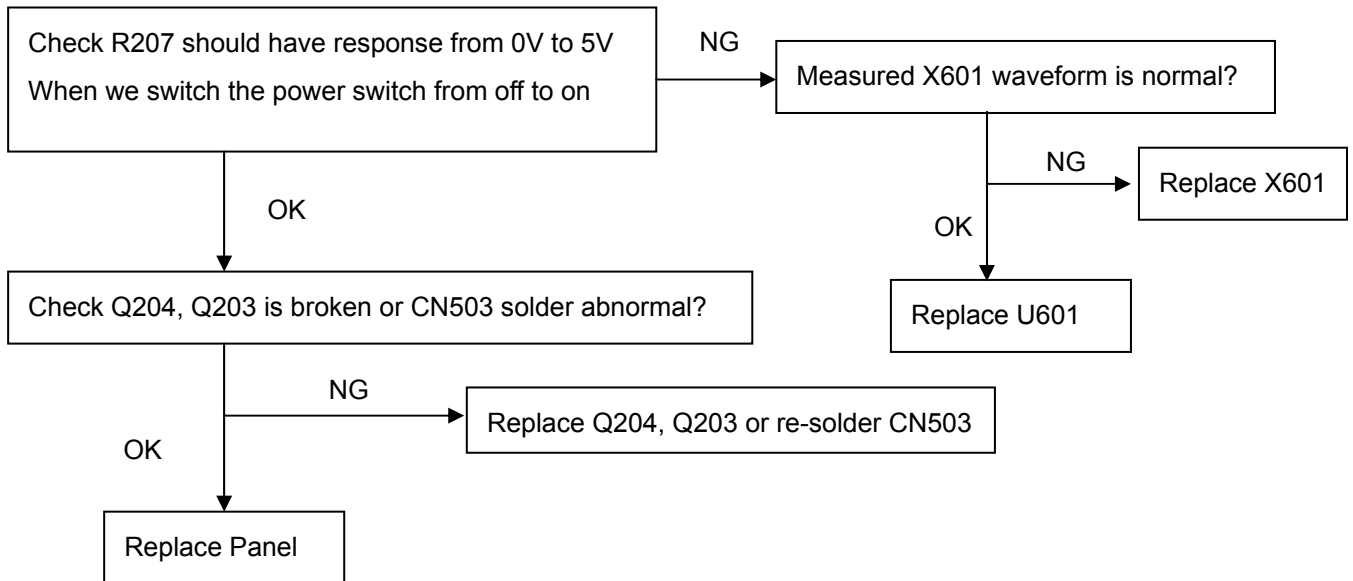 Check R207 should have response from 0V to 5V
When we switch the power switch from off to on
NG
Measured X601 waveform is normal?
NG
Replace X601
OK
Replace U601
OK
Check Q204, Q203 is broken or CN503 solder abnormal?
NG
Replace Q204, Q203 or re-solder CN503
OK
Replace Panel